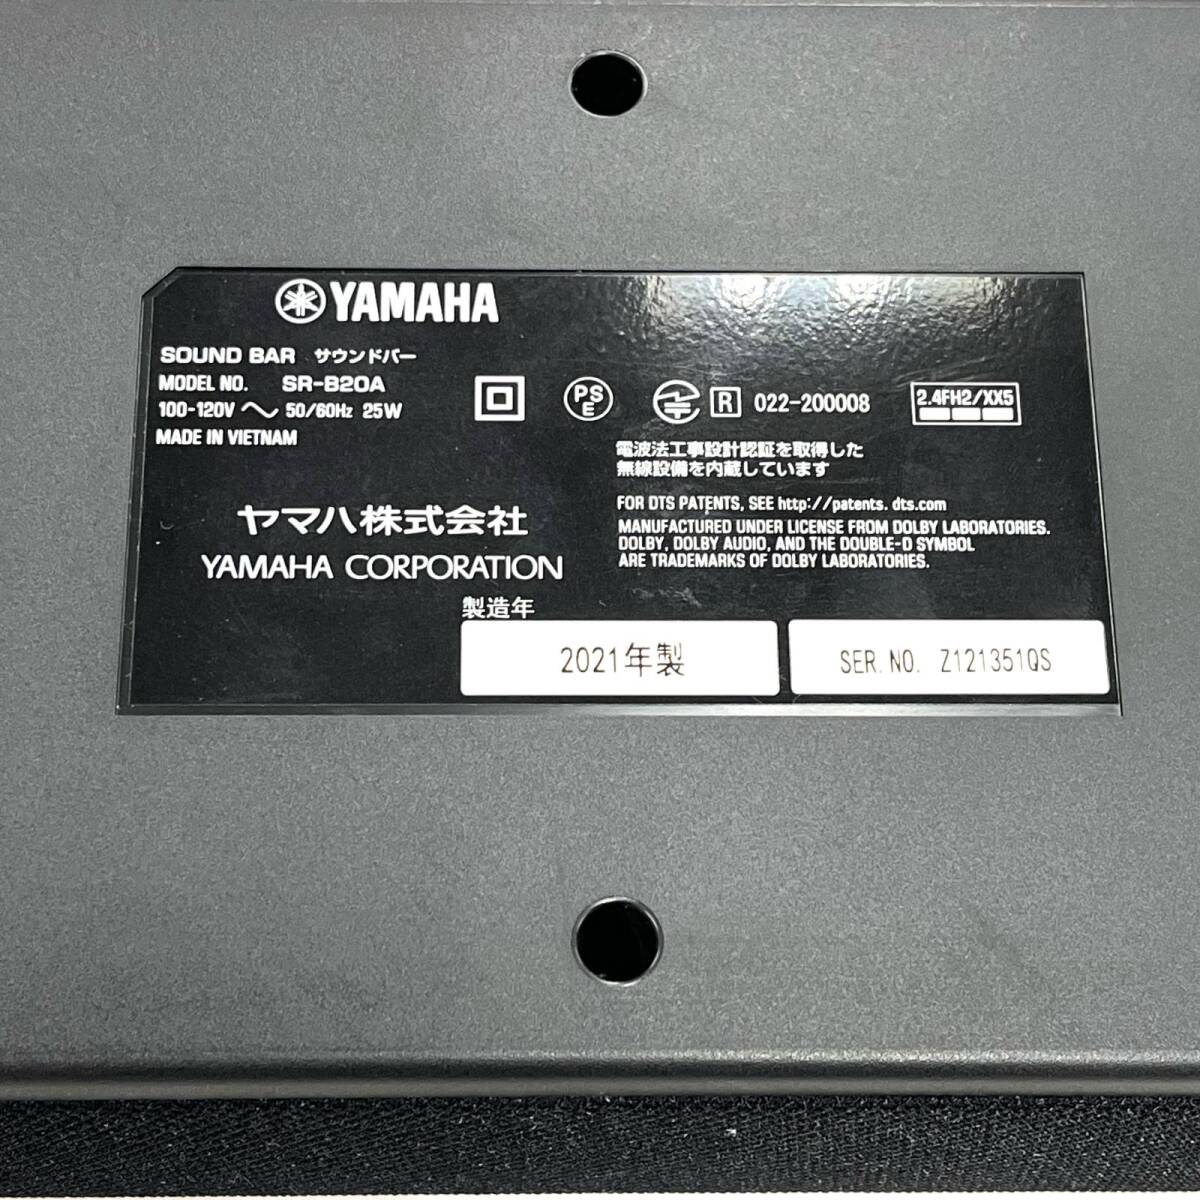 YAMAHA
SOUND BAR サウンドバー
MODEL NO. SR-B20A
100-120V 〜 50/60Hz 25W
MADE IN VIETNAM
PS
E
R 022-200008
2.4FH2/XX5
電波法工事設計認証を取得した
無線設備を内蔵しています
FOR DTS PATENTS, SEE http://patents.dts.com
MANUFACTURED UNDER LICENSE FROM DOLBY LABORATORIES.
DOLBY, DOLBY AUDIO, AND THE DOUBLE-D SYMBOL
ARE TRADEMARKS OF DOLBY LABORATORIES.
ヤマハ株式会社
YAMAHA CORPORATION
製造年
2021年製
SER. NO. Z121351QS